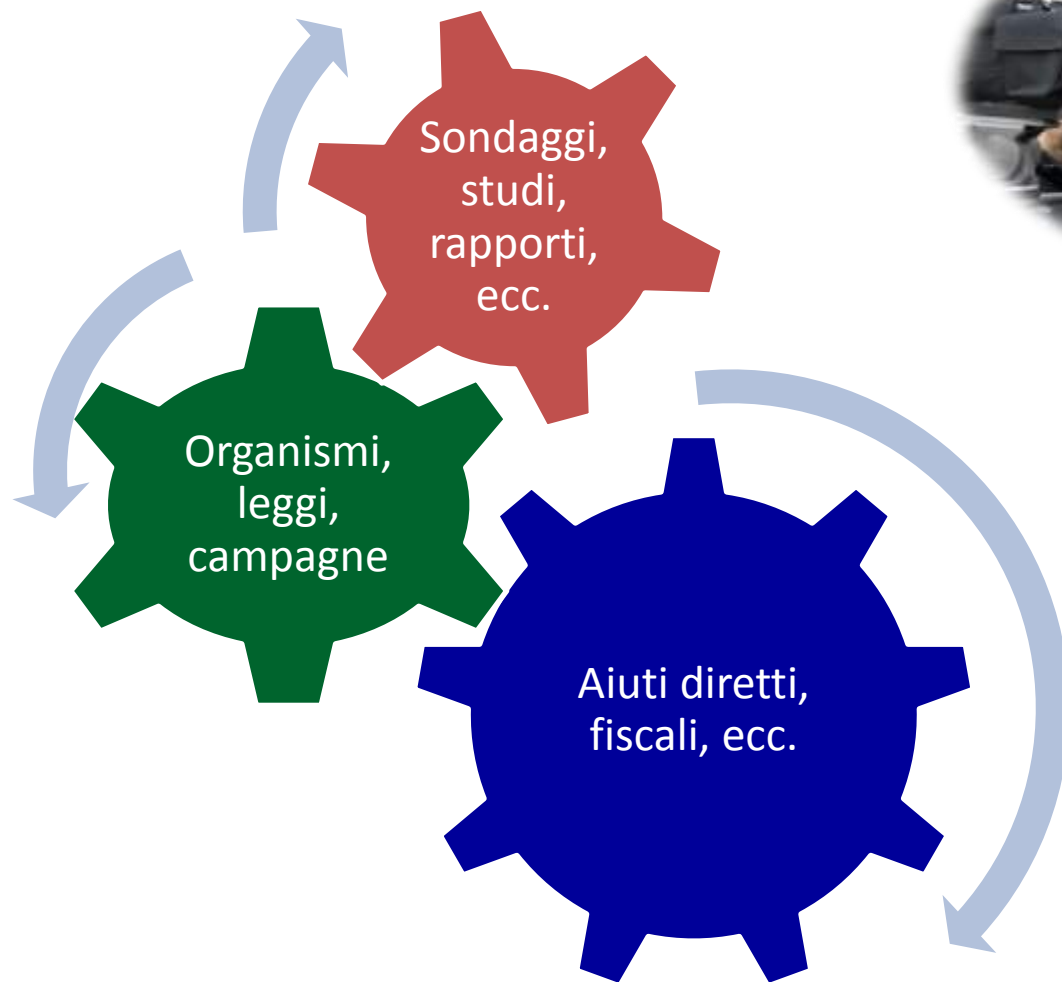 Sondaggi,
studi,
rapporti,
ecc.
Organismi,
leggi,
campagne
Aiuti diretti,
fiscali, ecc.